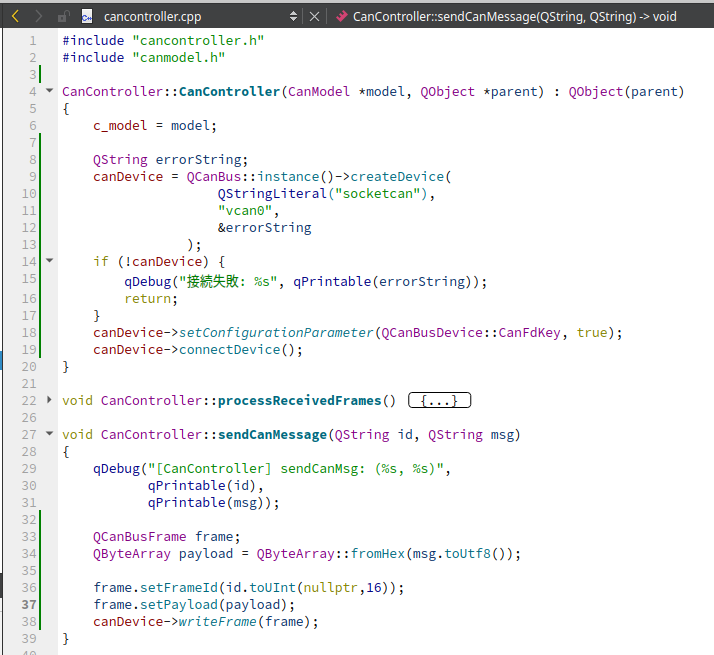 cancontroller.cpp CanController::sendCanMessage(QString, QString) -> void
1 #include "cancontroller.h"
2 #include "canmodel.h"
3
4 CanController::CanController(CanModel *model, QObject *parent) : QObject(parent)
5 {
6     c_model = model;
7
8     QString errorString;
9     canDevice = QCanBus::instance()->createDevice(
10                     QStringLiteral("socketcan"),
11                     "vcan0",
12                     &errorString
13                 );
14     if (!canDevice) {
15         qDebug("接続失敗: %s", qPrintable(errorString));
16         return;
17     }
18     canDevice->setConfigurationParameter(QCanBusDevice::CanFdKey, true);
19     canDevice->connectDevice();
20 }
21
22 void CanController::processReceivedFrames() {...}
26
27 void CanController::sendCanMessage(QString id, QString msg)
28 {
29     qDebug("[CanController] sendCanMsg: (%s, %s)",
30            qPrintable(id),
31            qPrintable(msg));
32
33     QCanBusFrame frame;
34     QByteArray payload = QByteArray::fromHex(msg.toUtf8());
35
36     frame.setFrameId(id.toUInt(nullptr,16));
37     frame.setPayload(payload);
38     canDevice->writeFrame(frame);
39 }
40